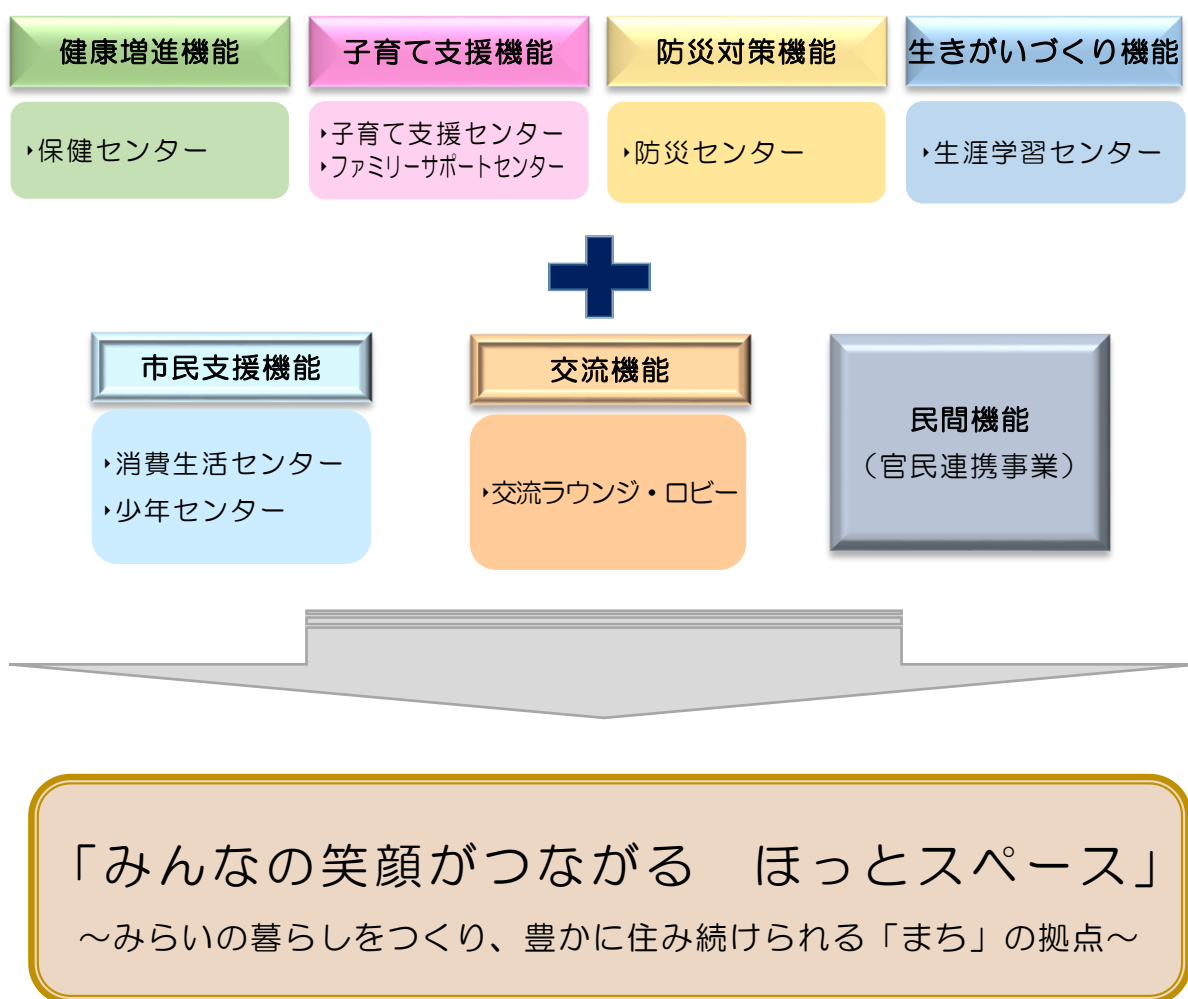 健康増進機能
子育て支援機能
防災対策機能
生きがいづくり機能
‣保健センター
‣子育て支援センター
‣ファミリーサポートセンター
‣防災センター
‣生涯学習センター
市民支援機能
‣消費生活センター
‣少年センター
交流機能
‣交流ラウンジ・ロビー
民間機能
（官民連携事業）
「みんなの笑顔がつながる　ほっとスペース」
～みらいの暮らしをつくり、豊かに住み続けられる「まち」の拠点～